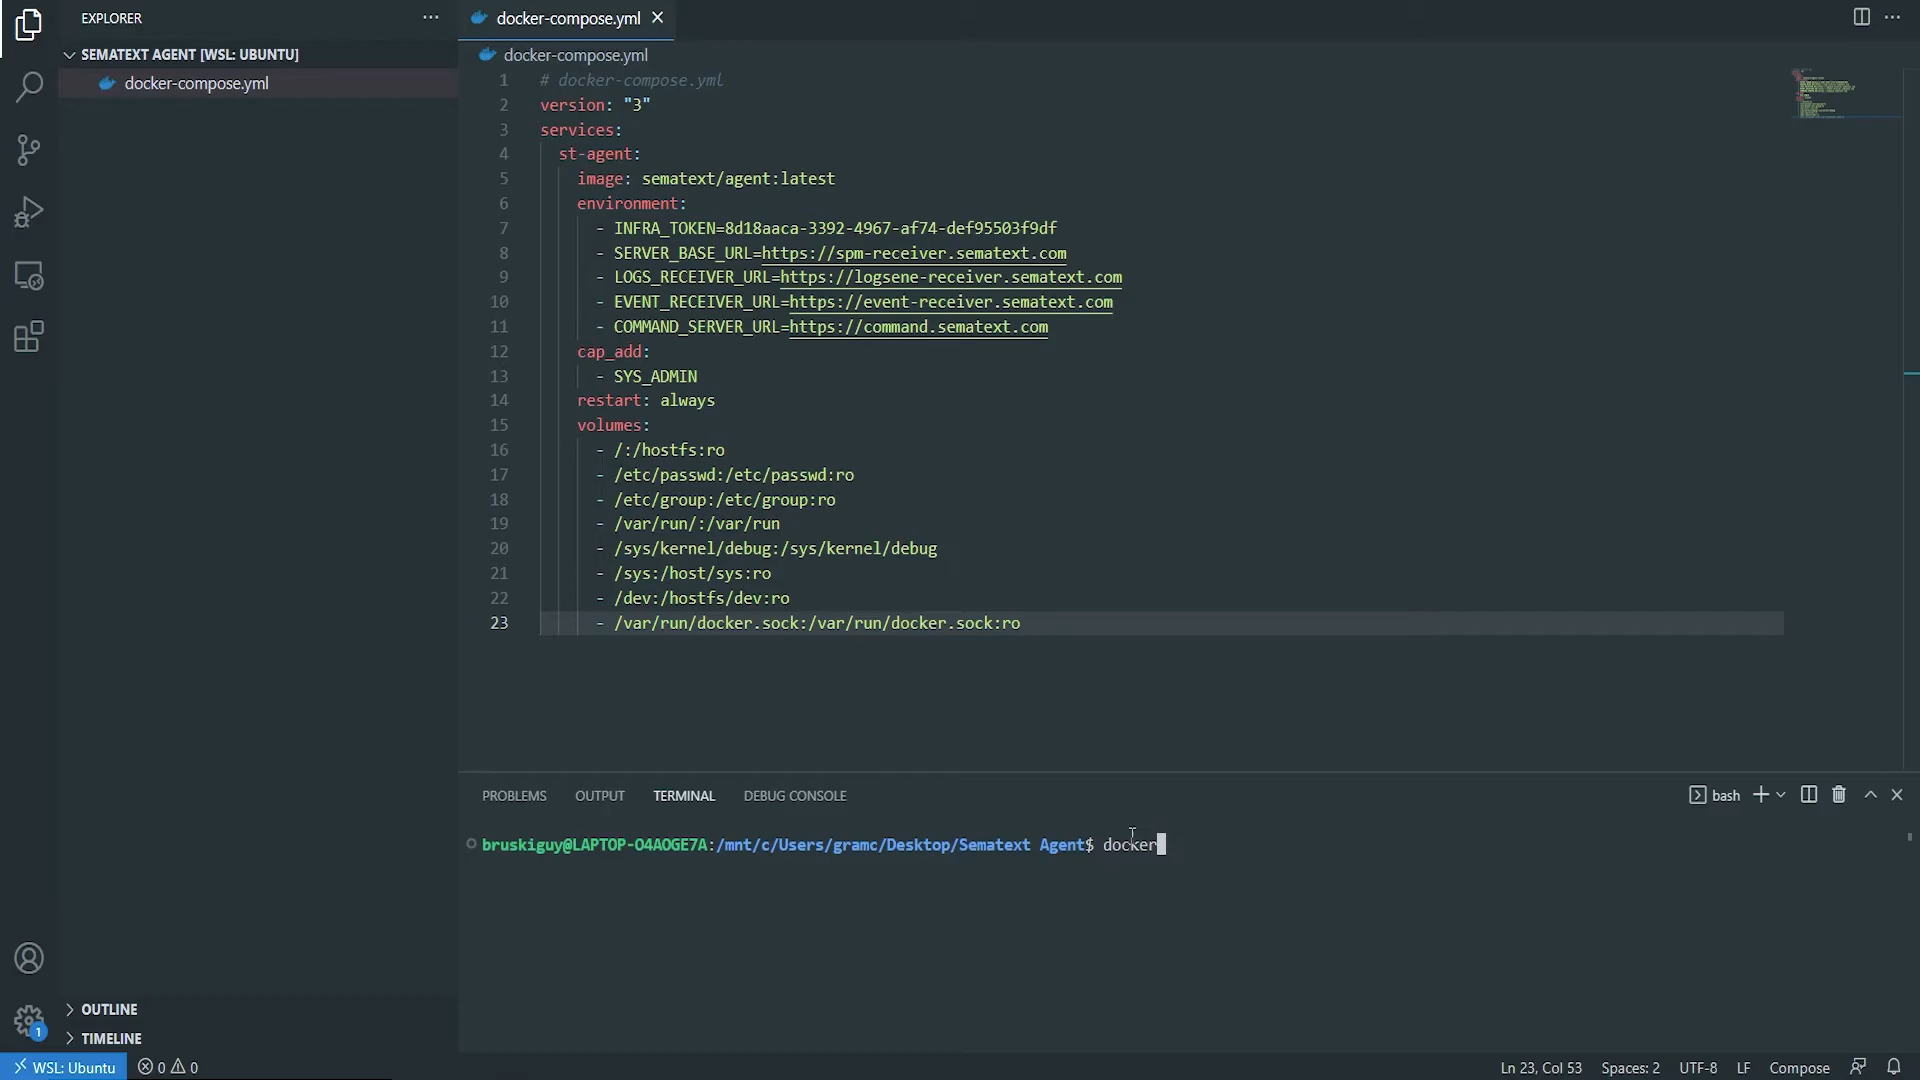 EXPLORER
SEMATEXT AGENT [WSL: UBUNTU]
docker-compose.yml
OUTLINE
TIMELINE
docker-compose.yml
docker-compose.yml
1 # docker-compose.yml
2 version: "3"
3 services:
4 st-agent:
5 image: sematext/agent:latest
6 environment:
7 - INFRA_TOKEN=8d18aaca-3392-4967-af74-def95503f9df
8 - SERVER_BASE_URL=https://spm-receiver.sematext.com
9 - LOGS_RECEIVER_URL=https://logsene-receiver.sematext.com
10 - EVENT_RECEIVER_URL=https://event-receiver.sematext.com
11 - COMMAND_SERVER_URL=https://command.sematext.com
12 cap_add:
13 - SYS_ADMIN
14 restart: always
15 volumes:
16 - /:/hostfs:ro
17 - /etc/passwd:/etc/passwd:ro
18 - /etc/group:/etc/group:ro
19 - /var/run/:/var/run
20 - /sys/kernel/debug:/sys/kernel/debug
21 - /sys:/host/sys:ro
22 - /dev:/hostfs/dev:ro
23 - /var/run/docker.sock:/var/run/docker.sock:ro
PROBLEMS OUTPUT TERMINAL DEBUG CONSOLE bash
bruskiguy@LAPTOP-O4AOGE7A:/mnt/c/Users/gramc/Desktop/Sematext Agent$ docker
1
WSL: Ubuntu 0 0 Ln 23, Col 53 Spaces: 2 UTF-8 LF Compose